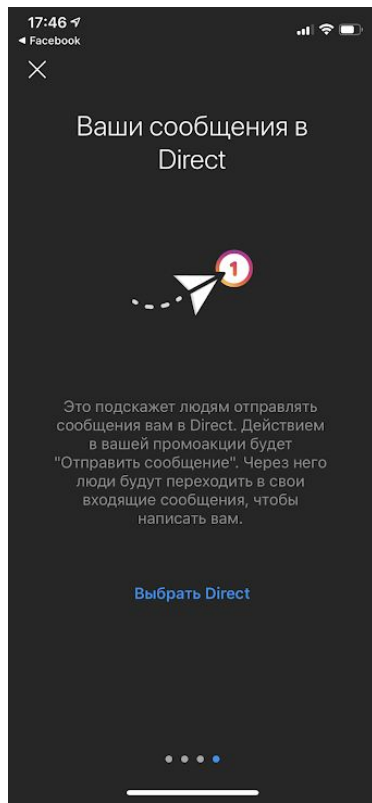 17:46
◀ Facebook
Ваши сообщения в
Direct
1
Это подскажет людям отправлять
сообщения вам в Direct. Действием
в вашей промоакции будет
"Отправить сообщение". Через него
люди будут переходить в свои
входящие сообщения, чтобы
написать вам.
Выбрать Direct